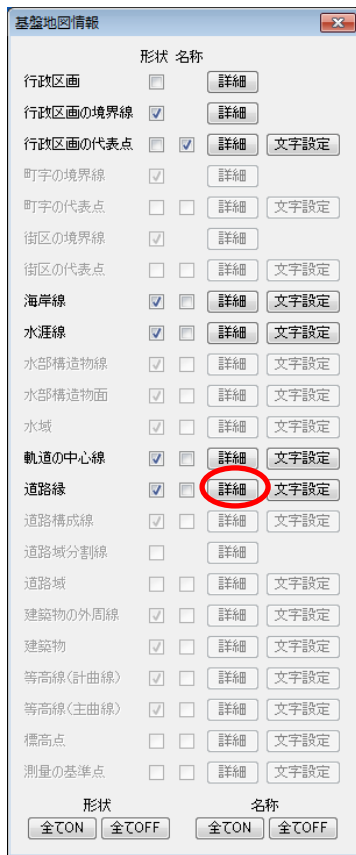 基盤地図情報
形状 名称
行政区画 詳細
行政区画の境界線 詳細
行政区画の代表点 詳細 文字設定
町字の境界線 詳細
町字の代表点 詳細 文字設定
街区の境界線 詳細
街区の代表点 詳細 文字設定
海岸線 詳細 文字設定
水涯線 詳細 文字設定
水部構造物線 詳細 文字設定
水部構造物面 詳細 文字設定
水域 詳細 文字設定
軌道の中心線 詳細 文字設定
道路縁 詳細 文字設定
道路構成線 詳細 文字設定
道路域分割線 詳細
道路域 詳細 文字設定
建築物の外周線 詳細 文字設定
建築物 詳細 文字設定
等高線(計曲線) 詳細 文字設定
等高線(主曲線) 詳細 文字設定
標高点 詳細 文字設定
測量の基準点 詳細 文字設定
形状 名称
全てON 全てOFF 全てON 全てOFF